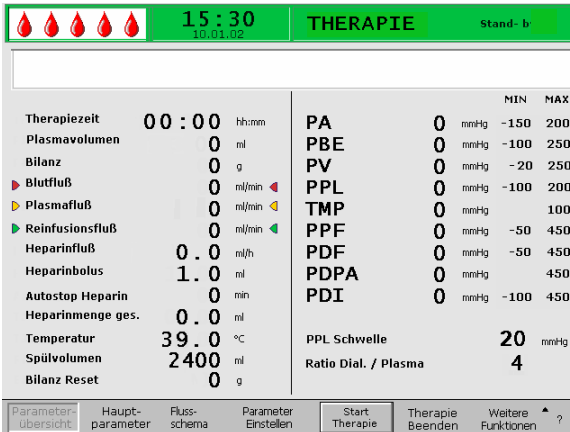 15:30 THERAPIE Stand- b
10.01.02
MIN MAX
Therapiezeit 00:00 hh:mm
Plasmavolumen 0 ml
Bilanz 0 g
Blutfluß 0 ml/min
Plasmafluß 0 ml/min
Reinfusionsfluß 0 ml/min
Heparinfluß 0.0 ml/h
Heparinbolus 1.0 ml
Autostop Heparin 0 min
Heparinmenge ges. 0.0 ml
Temperatur 39.0 °C
Spülvolumen 2400 ml
Bilanz Reset 0 g
PA 0 mmHg -150 200
PBE 0 mmHg -100 250
PV 0 mmHg -20 250
PPL 0 mmHg -100 200
TMP 0 mmHg 100
PPF 0 mmHg -50 450
PDF 0 mmHg -50 450
PDPA 0 mmHg 450
PDI 0 mmHg -100 450
PPL Schwelle 20 mmHg
Ratio Dial. / Plasma 4
Parameter-übersicht
Haupt-parameter
Fluss-schema
Parameter Einstellen
Start Therapie
Therapie Beenden
Weitere Funktionen
?